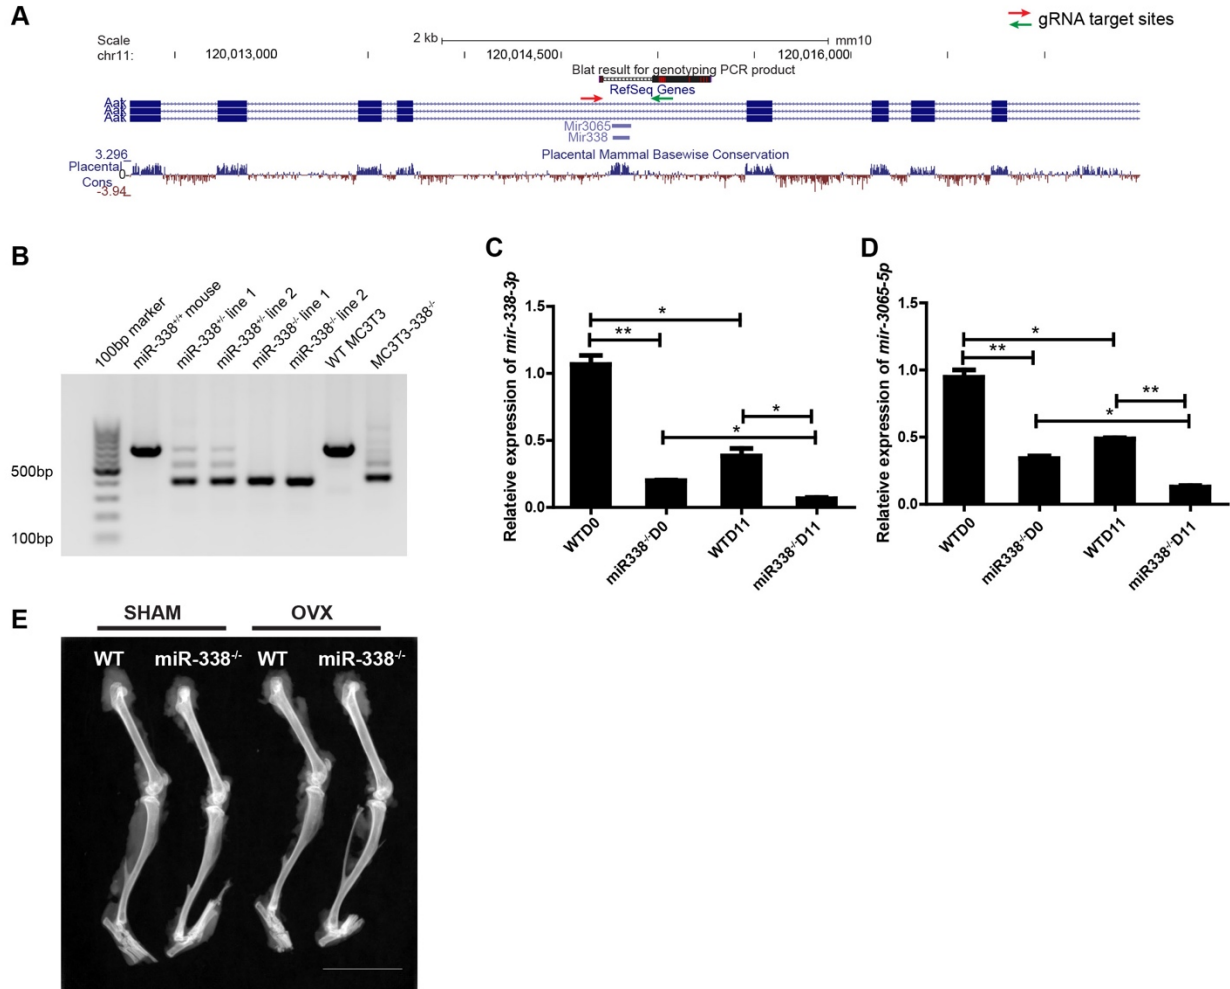 A
gRNA target sites
Scale
2 kb
mm10
chr11:
120,013,000
120,014,500
120,016,000
Blat result for genotyping PCR product
RefSeq Genes
Aak
Aak
Aak
Mir3065
Mir338
Placental Mammal Basewise Conservation
3.296
Placental
Cons
0
-3.94
B
100bp marker
miR-338+/+ mouse
miR-338+/- line 1
miR-338+/- line 2
miR-338-/- line 1
miR-338-/- line 2
WT MC3T3
MC3T3-338-/-
500bp
100bp
C
Relateive expression of mir-338-3p
1.5
1.0
0.5
0.0
*
**
*
*
WTD0
miR338-/-D0
WTD11
miR338-/-D11
D
Relateive expression of mir-3065-5p
1.5
1.0
0.5
0.0
*
**
**
*
WTD0
miR338-/-D0
WTD11
miR338-/-D11
E
SHAM
OVX
WT
miR-338-/-
WT
miR-338-/-